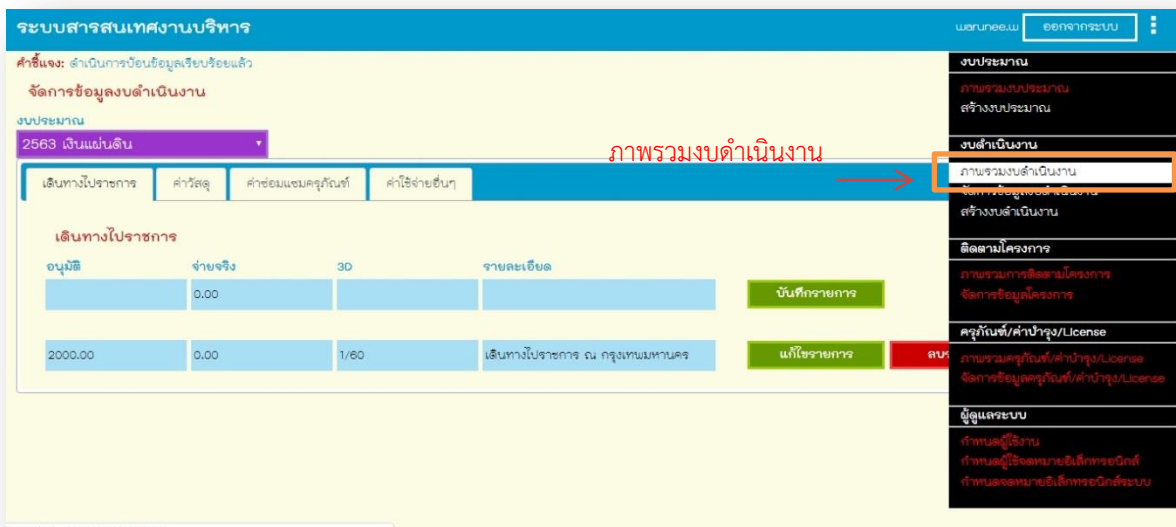 ระบบสารสนเทศงานบริหาร
warunee.w ออกจากระบบ
คำชี้แจง: ดำเนินการป้อนข้อมูลเรียบร้อยแล้ว
จัดการข้อมูลงบดำเนินงาน
งบประมาณ
2563 เงินแผ่นดิน
เดินทางไปราชการ ค่าวัสดุ ค่าซ่อมแซมครุภัณฑ์ ค่าใช้จ่ายอื่นๆ
เดินทางไปราชการ
อนุมัติ จ่ายจริง 3D รายละเอียด
0.00 บันทึกรายการ
2000.00 0.00 1/60 เดินทางไปราชการ ณ กรุงเทพมหานคร แก้ไขรายการ
ภาพรวมงบดำเนินงาน
งบประมาณ
ภาพรวมงบประมาณ
สร้างงบประมาณ
งบดำเนินงาน
ภาพรวมงบดำเนินงาน
จัดการข้อมูลงบดำเนินงาน
สร้างงบดำเนินงาน
ติดตามโครงการ
ภาพรวมการติดตามโครงการ
จัดการข้อมูลโครงการ
ครุภัณฑ์/ค่าบำรุง/License
ภาพรวมครุภัณฑ์/ค่าบำรุง/License
จัดการข้อมูลครุภัณฑ์/ค่าบำรุง/License
ผู้ดูแลระบบ
กำหนดผู้ใช้งาน
กำหนดผู้ใช้จดหมายอิเล็กทรอนิกส์
กำหนดจดหมายอิเล็กทรอนิกส์ระบบ